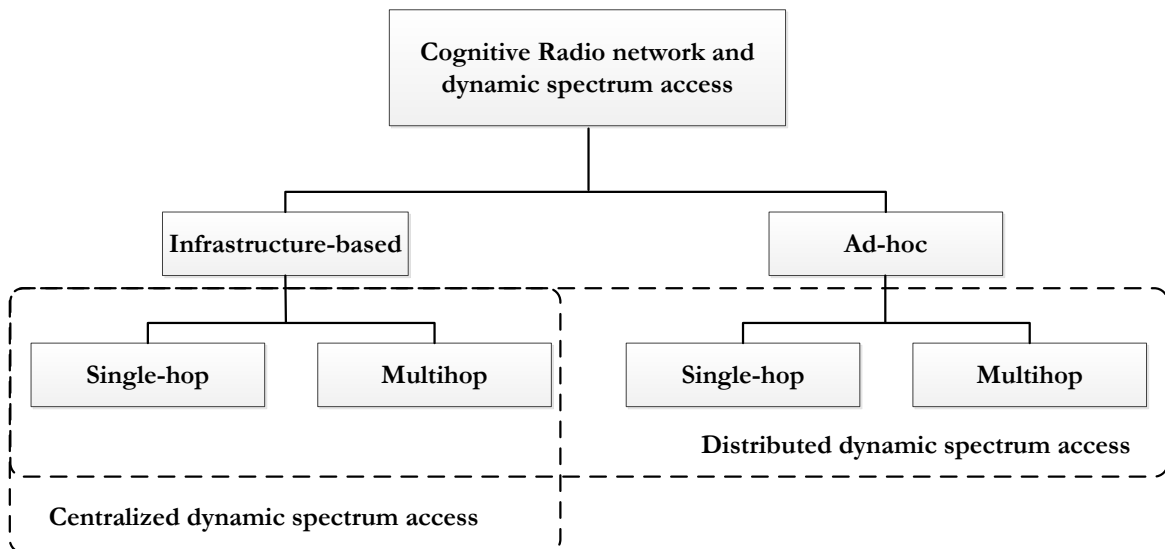 Cognitive Radio network and
dynamic spectrum access
Infrastructure-based
Ad-hoc
Single-hop
Multihop
Single-hop
Multihop
Distributed dynamic spectrum access
Centralized dynamic spectrum access